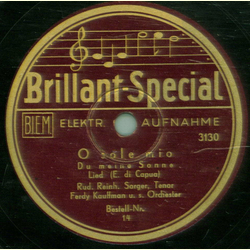 Brillant-Special
BIEM ELEKTR. AUFNAHME
3130
O sole mio
Du meine Sonne
Lied (E. di Capua)
Rud. Reinh. Sorger, Tenor
Ferdy Kauffman u. s. Orchester
Bestell-Nr.
14